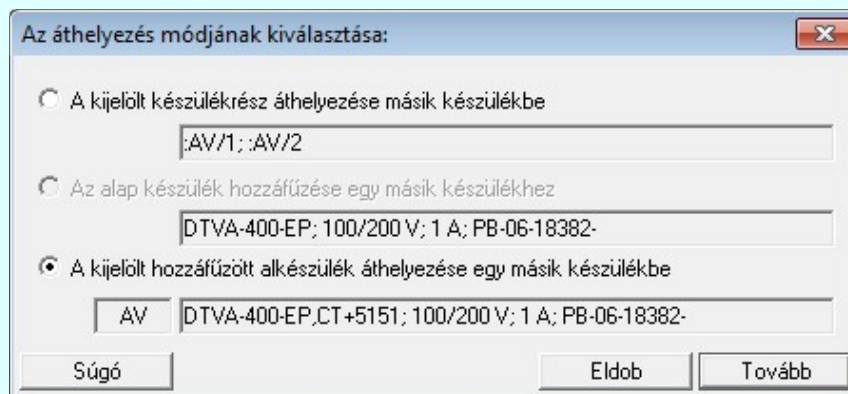 Az áthelyezés módjának kiválasztása:
A kijelölt készülékrész áthelyezése másik készülékbe
:AV/1; :AV/2
Az alap készülék hozzáfűzése egy másik készülékhez
DTVA-400-EP; 100/200 V; 1 A; PB-06-18382-
A kijelölt hozzáfűzött alkészülék áthelyezése egy másik készülékbe
AV DTVA-400-EP,CT+5151; 100/200 V; 1 A; PB-06-18382-
Súgó Eldob Tovább